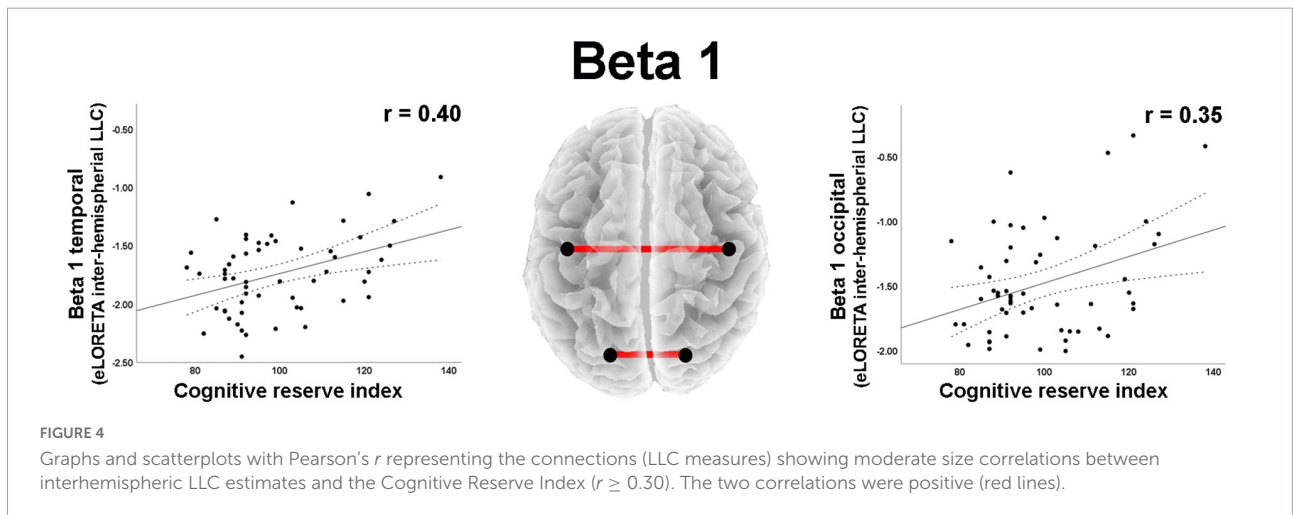 Beta 1
r = 0.40
Beta 1 temporal
(eLORETA inter-hemispherial LLC)
-0.50
-1.00
-1.50
-2.00
-2.50
80
100
120
140
Cognitive reserve index
r = 0.35
Beta 1 occipital
(eLORETA inter-hemispherial LLC)
-0.50
-1.00
-1.50
-2.00
80
100
120
140
Cognitive reserve index
FIGURE 4
Graphs and scatterplots with Pearson's r representing the connections (LLC measures) showing moderate size correlations between
interhemispheric LLC estimates and the Cognitive Reserve Index (r ≥ 0.30). The two correlations were positive (red lines).